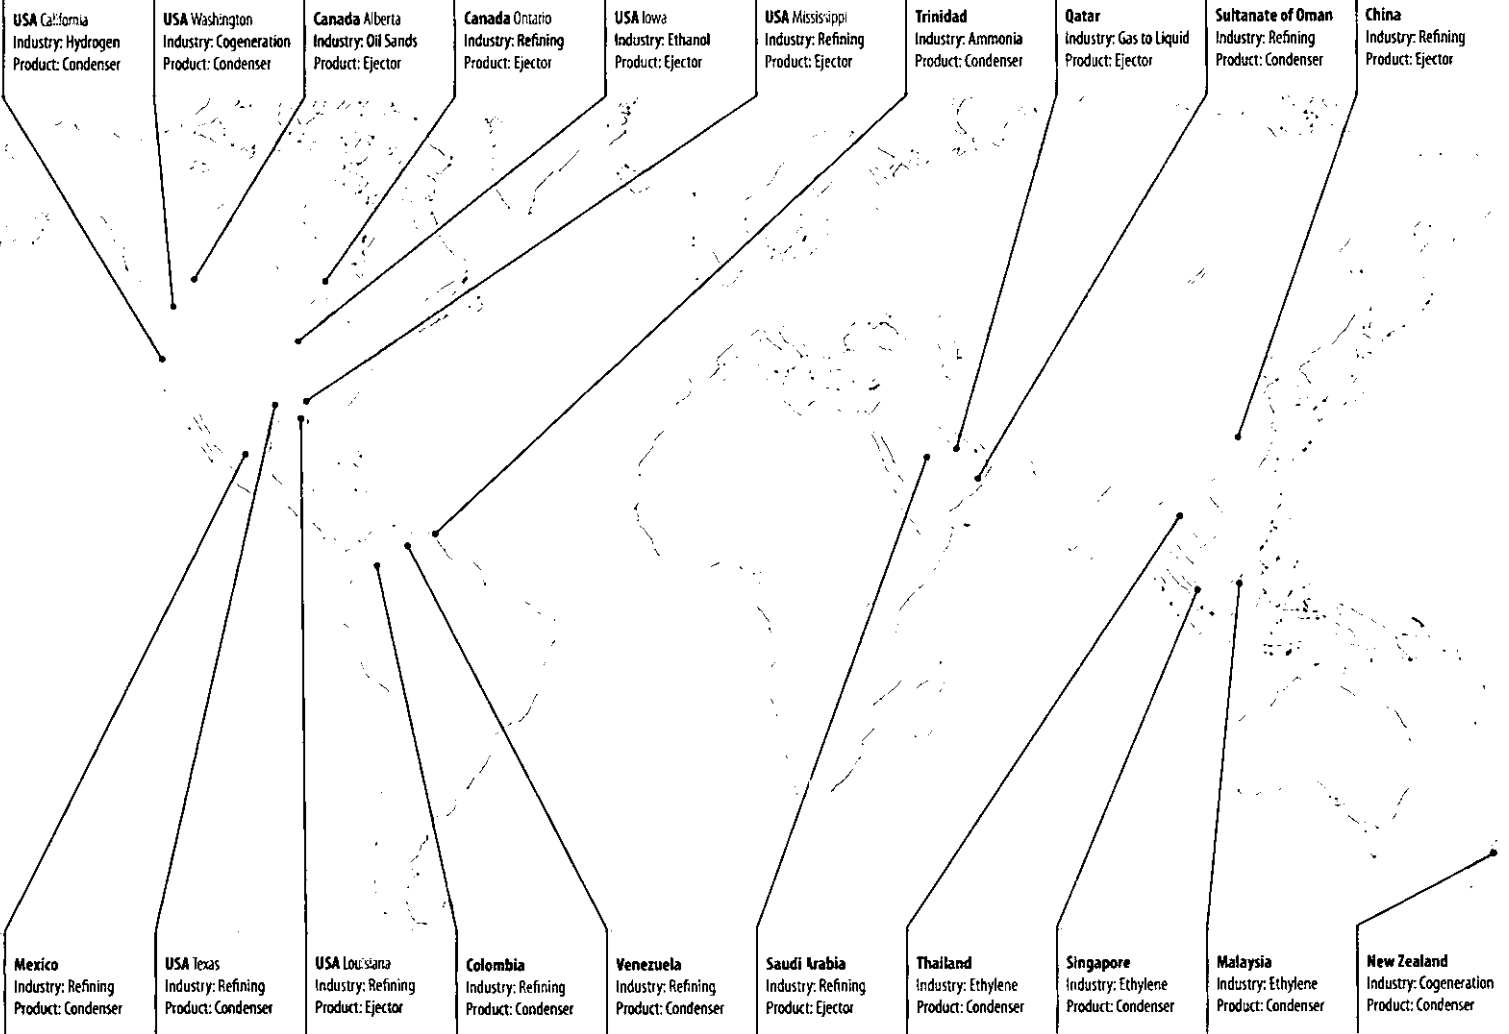 USA California
Industry: Hydrogen
Product: Condenser
USA Washington
Industry: Cogeneration
Product: Condenser
Canada Alberta
Industry: Oil Sands
Product: Ejector
Canada Ontario
Industry: Refining
Product: Ejector
USA Iowa
Industry: Ethanol
Product: Ejector
USA Mississippi
Industry: Refining
Product: Ejector
Trinidad
Industry: Ammonia
Product: Condenser
Qatar
Industry: Gas to Liquid
Product: Ejector
Sultanate of Oman
Industry: Refining
Product: Condenser
China
Industry: Refining
Product: Ejector
Mexico
Industry: Refining
Product: Condenser
USA Texas
Industry: Refining
Product: Condenser
USA Louisiana
Industry: Refining
Product: Ejector
Colombia
Industry: Refining
Product: Condenser
Venezuela
Industry: Refining
Product: Condenser
Saudi Arabia
Industry: Refining
Product: Ejector
Thailand
Industry: Ethylene
Product: Condenser
Singapore
Industry: Ethylene
Product: Condenser
Malaysia
Industry: Ethylene
Product: Condenser
New Zealand
Industry: Cogeneration
Product: Condenser